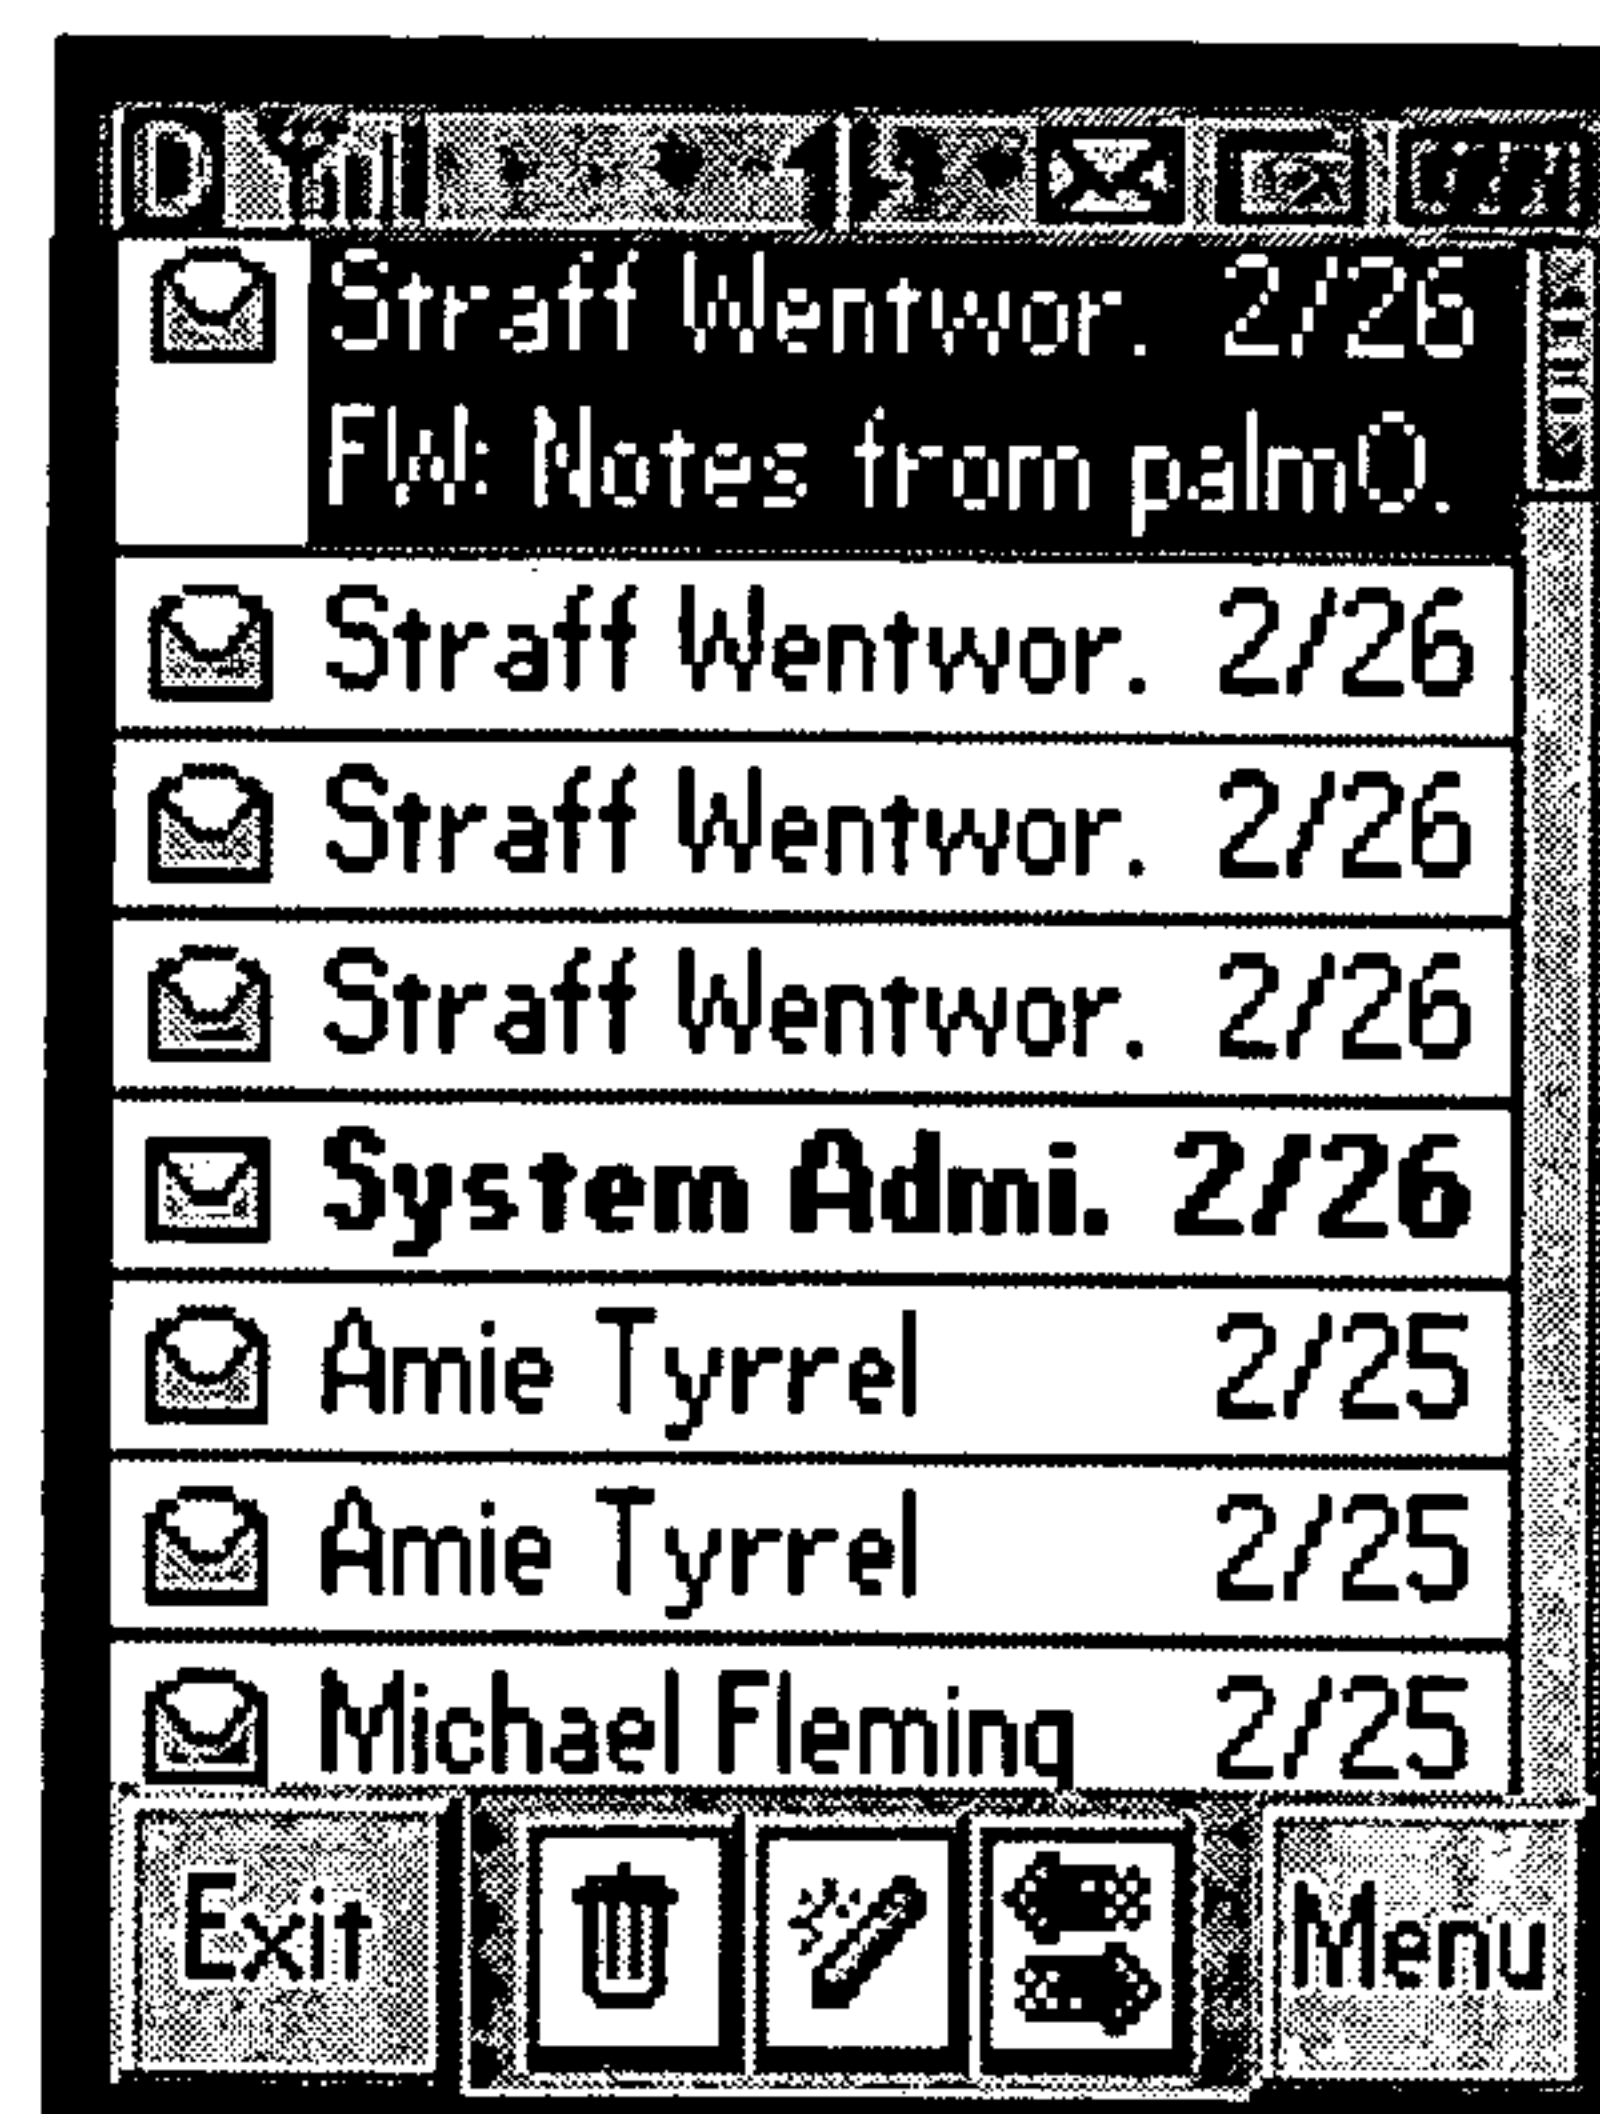 D
Straff Wentwor. 2/26
FW: Notes from palmO.
Straff Wentwor. 2/26
Straff Wentwor. 2/26
Straff Wentwor. 2/26
System Admi. 2/26
Amie Tyrrel 2/25
Amie Tyrrel 2/25
Michael Fleming 2/25
Exit Menu